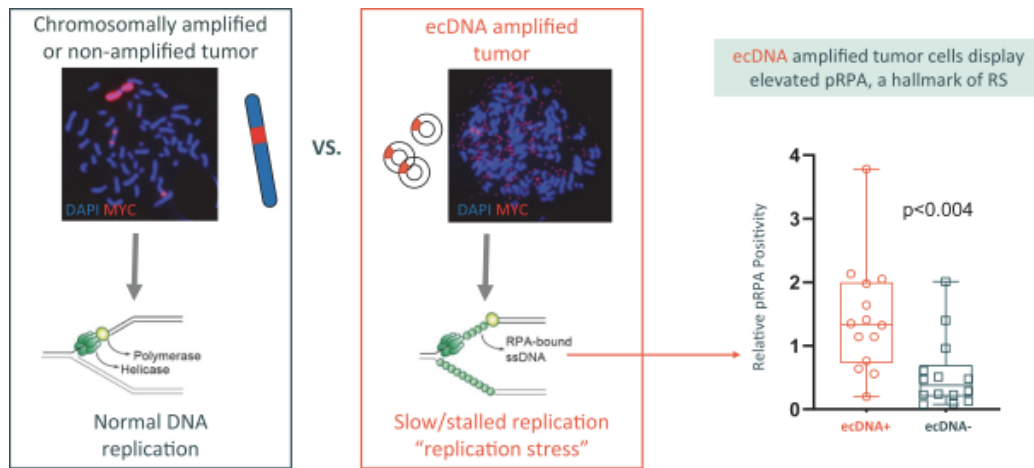 Chromosomally amplified
or non-amplified tumor
DAPI MYC
Polymerase
Helicase
Normal DNA
replication
VS.
ecDNA amplified
tumor
DAPI MYC
RPA-bound
ssDNA
Slow/stalled replication
“replication stress”
ecDNA amplified tumor cells display
elevated pRPA, a hallmark of RS
Relative pRPA Positivity
4
3
2
1
0
p<0.004
ecDNA+ ecDNA-